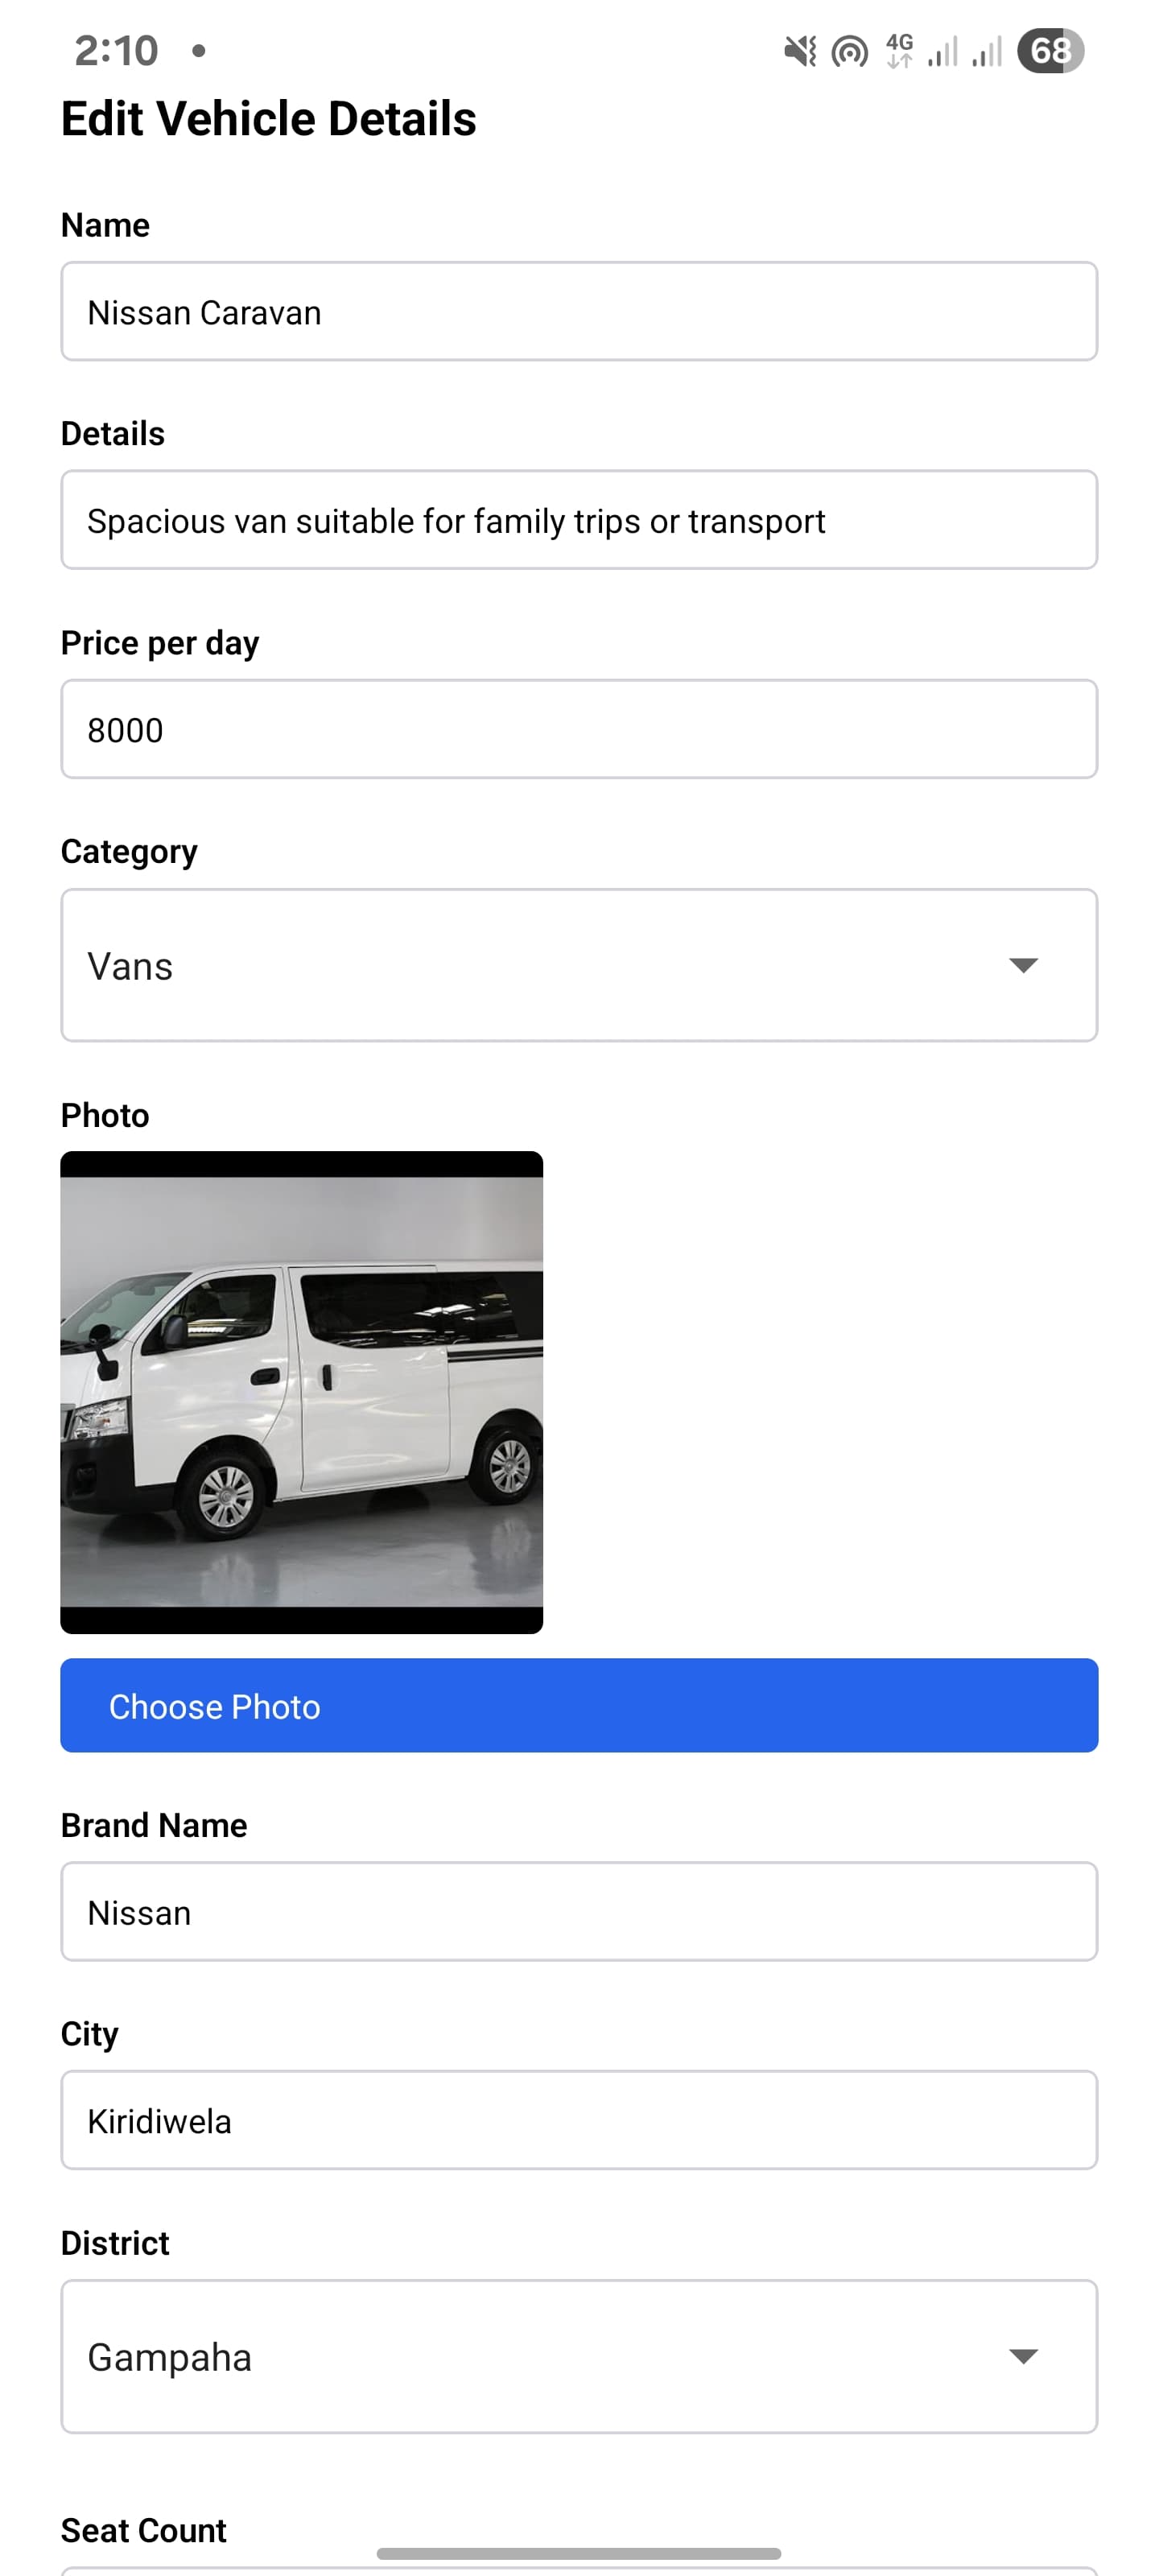 2:10
4G
68
Edit Vehicle Details
Name
Nissan Caravan
Details
Spacious van suitable for family trips or transport
Price per day
8000
Category
Vans
Photo
Choose Photo
Brand Name
Nissan
City
Kiridiwela
District
Gampaha
Seat Count